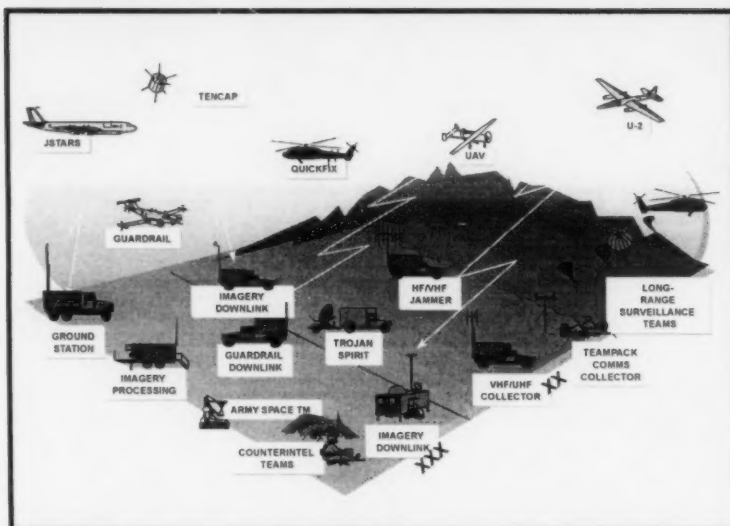 TENCAP
JSTARS
QUICKFIX
UAV
U-2
GUARDRAIL
IMAGERY
DOWNLINK
HF/VHF
JAMMER
LONG-
RANGE
SURVEILLANCE
TEAMS
GROUND
STATION
GUARDRAIL
DOWNLINK
TROJAN
SPIRIT
TEAMPACK
COMMS
COLLECTOR
IMAGERY
PROCESSING
VHF/UHF
COLLECTOR XX
ARMY SPACE TM
COUNTERINTEL
TEAMS
IMAGERY
DOWNLINK XXX